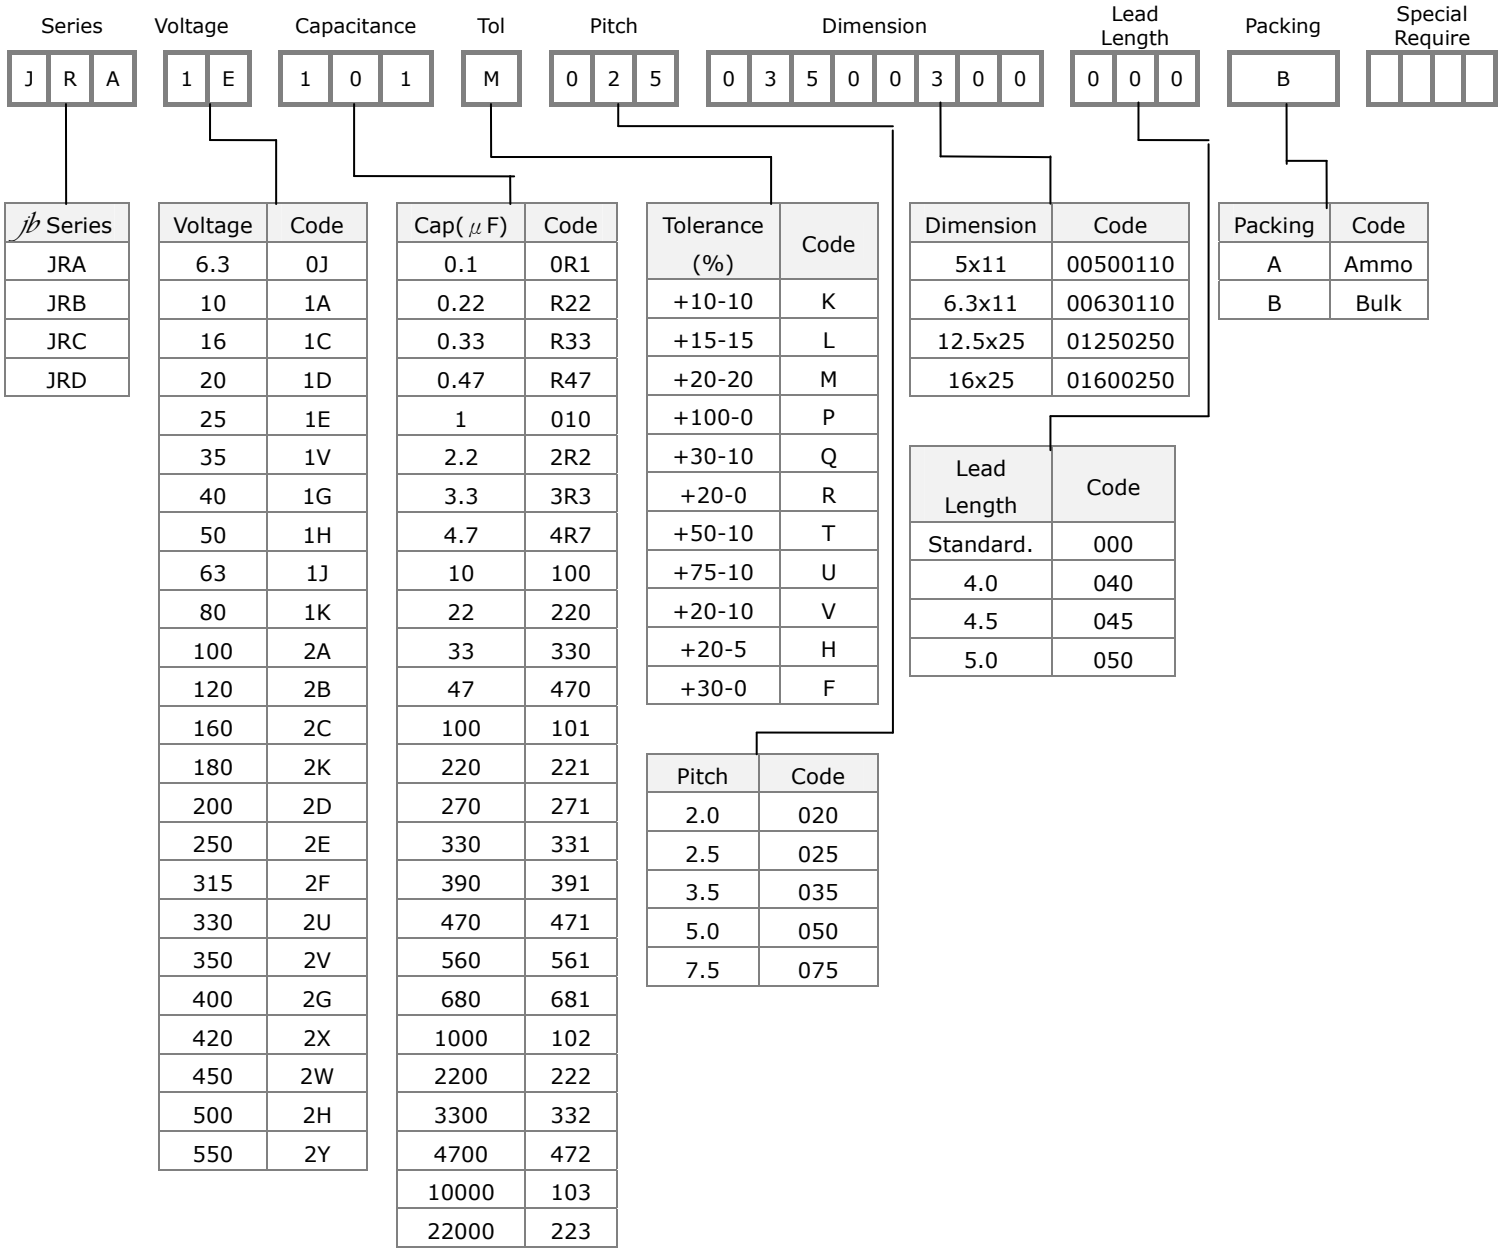 Series Voltage Capacitance Tol Pitch Dimension Lead Length Packing Special Require
J R A 1 E 1 0 1 M 0 2 5 0 3 5 0 0 3 0 0 0 0 0 B
jb Series
JRA
JRB
JRC
JRD
Voltage Code
6.3 0J
10 1A
16 1C
20 1D
25 1E
35 1V
40 1G
50 1H
63 1J
80 1K
100 2A
120 2B
160 2C
180 2K
200 2D
250 2E
315 2F
330 2U
350 2V
400 2G
420 2X
450 2W
500 2H
550 2Y
Cap(μF) Code
0.1 0R1
0.22 R22
0.33 R33
0.47 R47
1 010
2.2 2R2
3.3 3R3
4.7 4R7
10 100
22 220
33 330
47 470
100 101
220 221
270 271
330 331
390 391
470 471
560 561
680 681
1000 102
2200 222
3300 332
4700 472
10000 103
22000 223
Tolerance (%) Code
+10-10 K
+15-15 L
+20-20 M
+100-0 P
+30-10 Q
+20-0 R
+50-10 T
+75-10 U
+20-10 V
+20-5 H
+30-0 F
Pitch Code
2.0 020
2.5 025
3.5 035
5.0 050
7.5 075
Dimension Code
5x11 00500110
6.3x11 00630110
12.5x25 01250250
16x25 01600250
Lead Length Code
Standard. 000
4.0 040
4.5 045
5.0 050
Packing Code
A Ammo
B Bulk